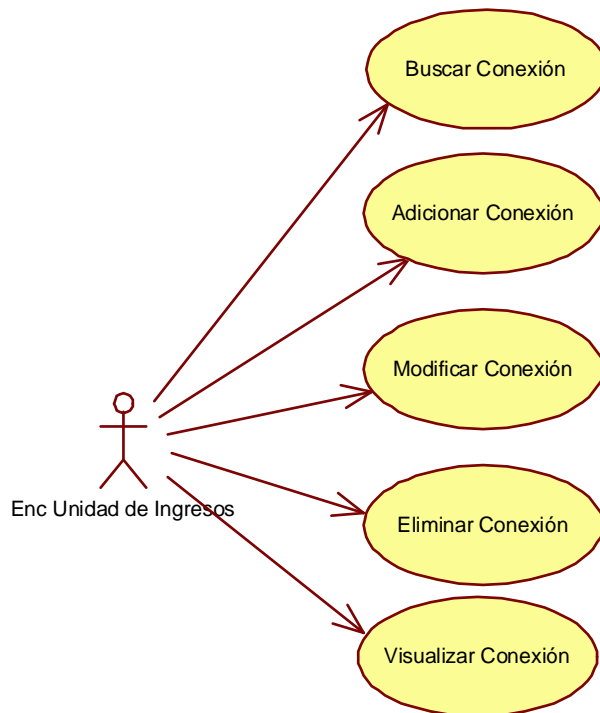 Buscar Conexión
Adicionar Conexión
Modificar Conexión
Enc Unidad de Ingresos
Eliminar Conexión
Visualizar Conexión